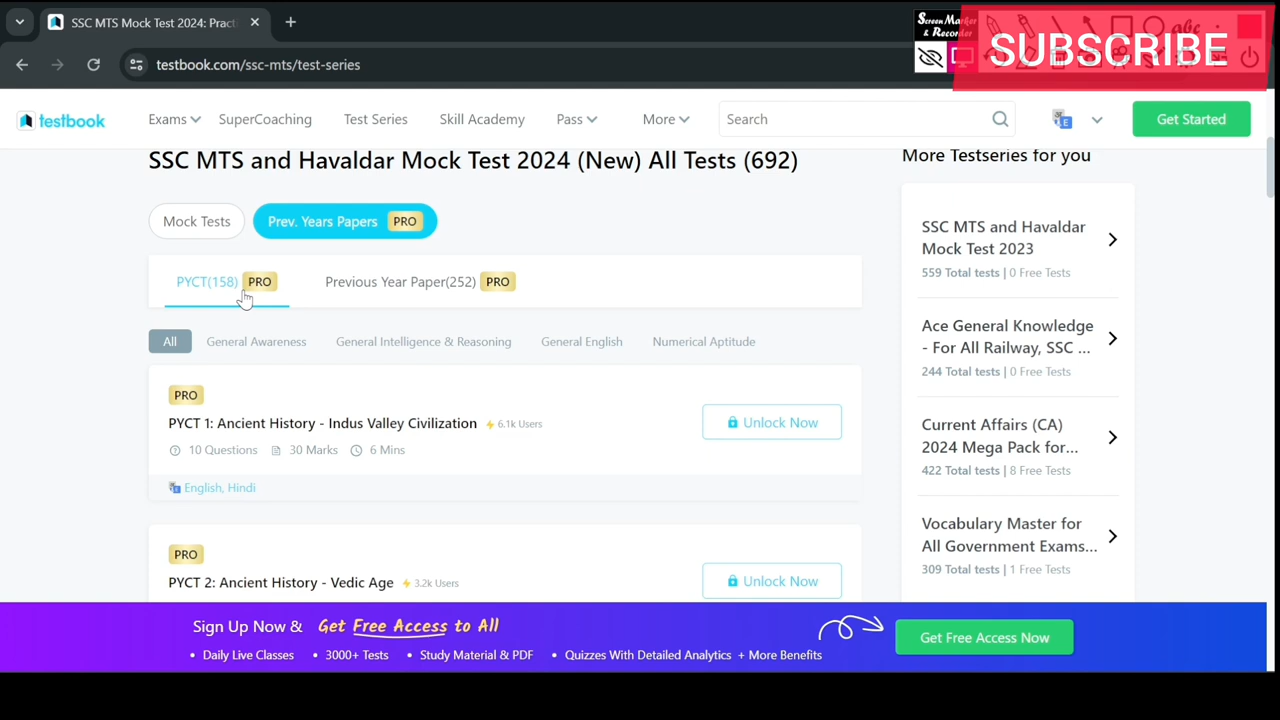 SSC MTS Mock Test 2024: Prac
Screen Marker
& Recorder
abc
SUBSCRIBE
testbook.com/ssc-mts/test-series
testbook
Exams
SuperCoaching
Test Series
Skill Academy
Pass
More
Search
Get Started
SSC MTS and Havaldar Mock Test 2024 (New) All Tests (692)
More Testseries for you
Mock Tests
Prev. Years Papers PRO
PYCT(158) PRO
Previous Year Paper(252) PRO
All
General Awareness
General Intelligence & Reasoning
General English
Numerical Aptitude
PRO
PYCT 1: Ancient History - Indus Valley Civilization 6.1k Users
10 Questions 30 Marks 6 Mins
Unlock Now
English, Hindi
PRO
PYCT 2: Ancient History - Vedic Age 3.2k Users
Unlock Now
SSC MTS and Havaldar
Mock Test 2023
559 Total tests | 0 Free Tests
Ace General Knowledge
- For All Railway, SSC ...
244 Total tests | 0 Free Tests
Current Affairs (CA)
2024 Mega Pack for...
422 Total tests | 8 Free Tests
Vocabulary Master for
All Government Exams...
309 Total tests | 1 Free Tests
Sign Up Now & Get Free Access to All
• Daily Live Classes • 3000+ Tests • Study Material & PDF • Quizzes With Detailed Analytics + More Benefits
Get Free Access Now